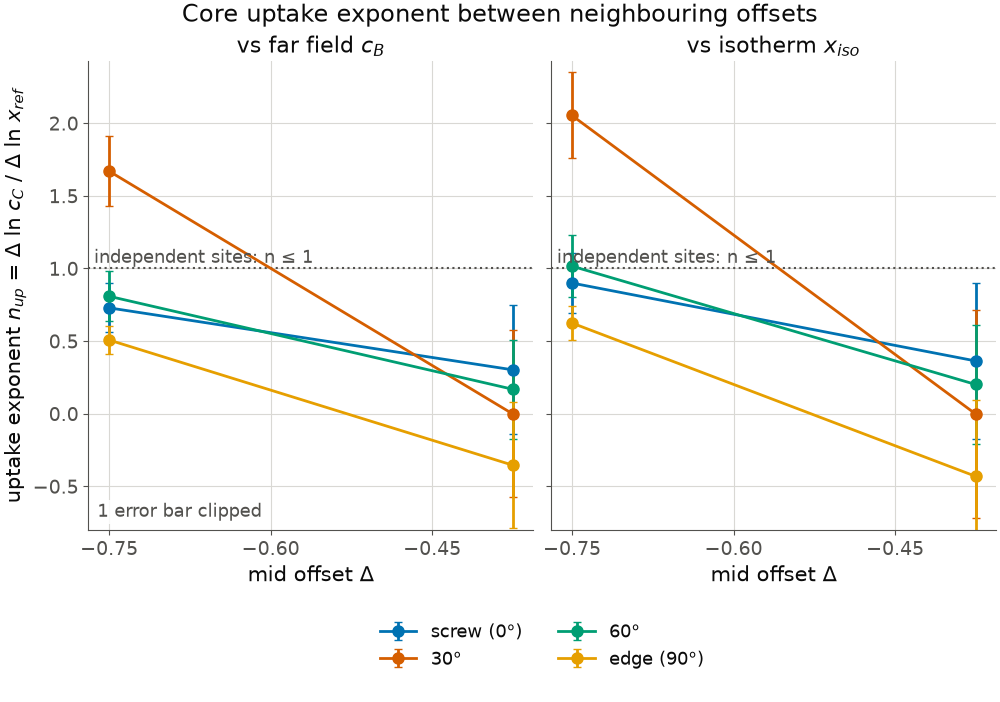 Core uptake exponent between neighbouring offsets
vs far field c_B
vs isotherm x_iso
uptake exponent n_up = Δ ln c_C / Δ ln x_ref
2.0
1.5
1.0
0.5
0.0
−0.5
independent sites: n ≤ 1
independent sites: n ≤ 1
1 error bar clipped
−0.75
−0.60
−0.45
−0.75
−0.60
−0.45
mid offset Δ
mid offset Δ
screw (0°)
30°
60°
edge (90°)